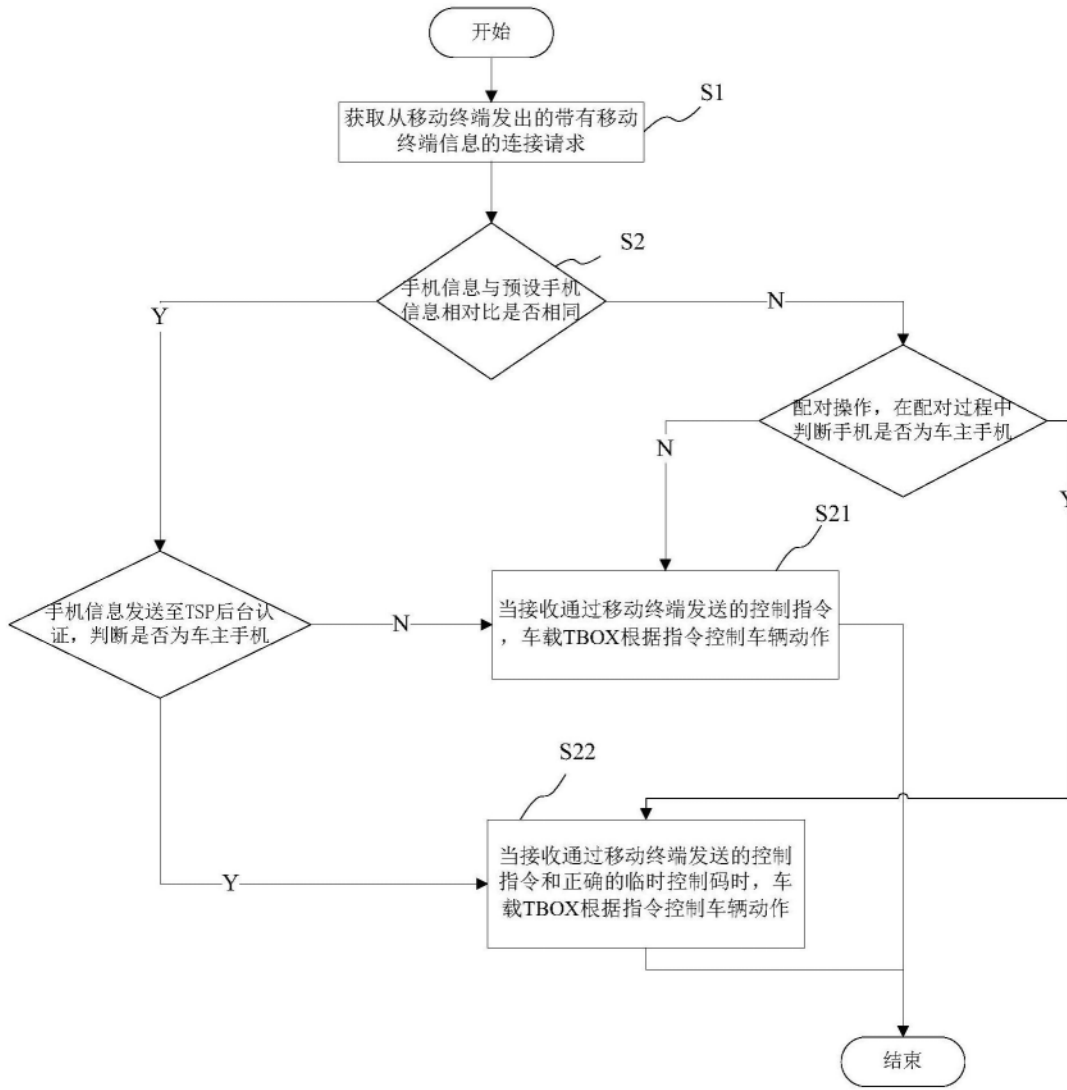 开始
S1
获取从移动终端发出的带有移动
终端信息的连接请求
S2
手机信息与预设手机
信息相对比是否相同
Y
N
配对操作，在配对过程中
判断手机是否为车主手机
N
Y
S21
手机信息发送至TSP后台认
证，判断是否为车主手机
N
当接收通过移动终端发送的控制指令
，车载TBOX根据指令控制车辆动作
S22
当接收通过移动终端发送的控制
指令和正确的临时控制码时，车
载TBOX根据指令控制车辆动作
Y
结束